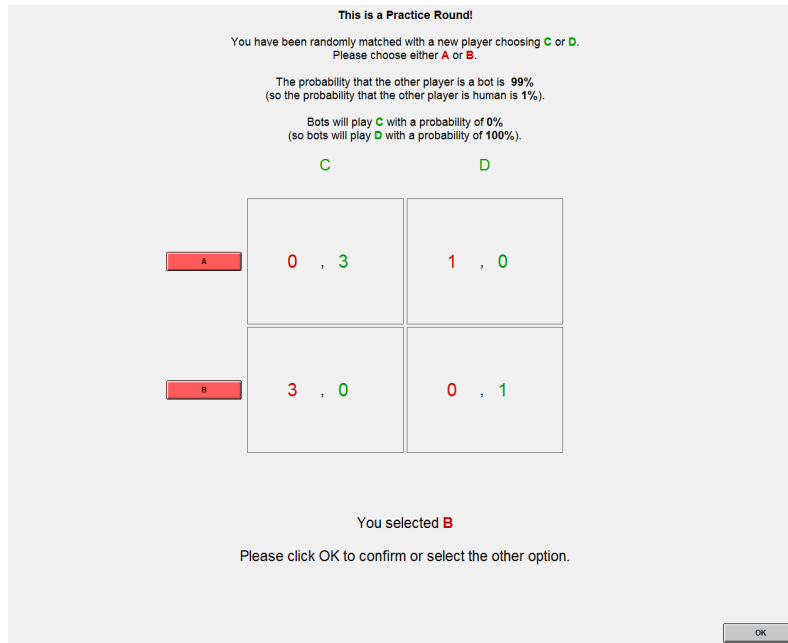 This is a Practice Round!
You have been randomly matched with a new player choosing C or D.
Please choose either A or B.
The probability that the other player is a bot is 99%
(so the probability that the other player is human is 1%).
Bots will play C with a probability of 0%
(so bots will play D with a probability of 100%).
C D
A 0 , 3 1 , 0
B 3 , 0 0 , 1
You selected B
Please click OK to confirm or select the other option.
OK